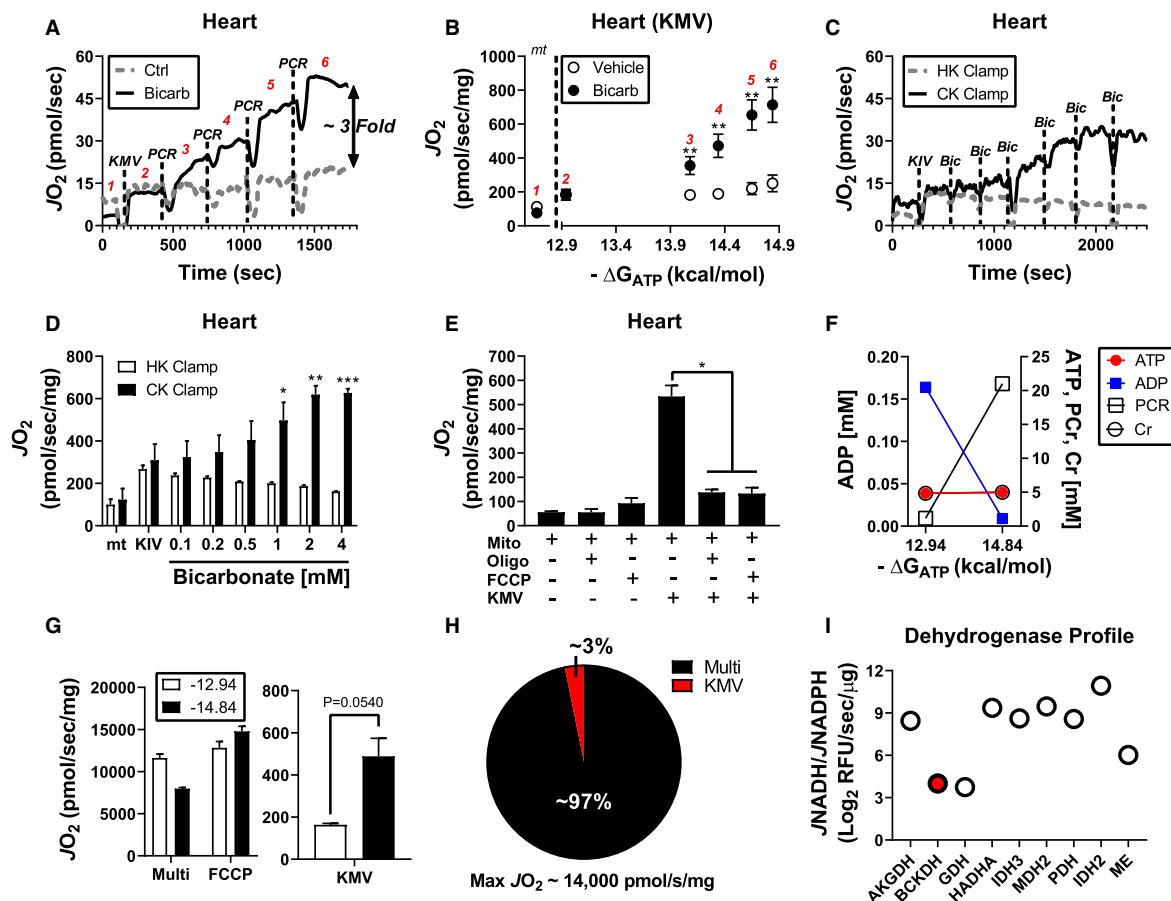 A
Heart
JO2 (pmol/sec)
60
45
30
15
0
Ctrl
Bicarb
1
KMV
2
PCR
3
PCR
4
PCR
5
PCR
6
~ 3 Fold
0
500
1000
1500
Time (sec)
B
Heart (KMV)
JO2
(pmol/sec/mg)
1000
800
600
400
200
0
mt
Vehicle
Bicarb
1
2
3
**
4
**
5
**
6
**
12.9
13.4
13.9
14.4
14.9
- ΔGATP (kcal/mol)
C
Heart
JO2 (pmol/sec)
60
45
30
15
0
HK Clamp
CK Clamp
KIV
Bic
Bic
Bic
Bic
Bic
Bic
0
1000
2000
Time (sec)
D
Heart
JO2
(pmol/sec/mg)
800
600
400
200
0
HK Clamp
CK Clamp
*
**
***
mt
KIV
0.1
0.2
0.5
1
2
4
Bicarbonate [mM]
E
Heart
JO2
(pmol/sec/mg)
700
600
500
400
300
200
100
0
*
Mito + + + + + +
Oligo - + - - + -
FCCP - - + - - +
KMV - - - + + +
F
ADP [mM]
0.20
0.15
0.10
0.05
0.00
25
20
15
10
5
0
ATP, PCr, Cr [mM]
ATP
ADP
PCR
Cr
12.94
14.84
- ΔGATP (kcal/mol)
G
JO2 (pmol/sec/mg)
20000
15000
10000
5000
0
-12.94
-14.84
Multi
FCCP
800
600
400
200
0
P=0.0540
KMV
H
~3%
~97%
Multi
KMV
Max JO2 ~ 14,000 pmol/s/mg
I
Dehydrogenase Profile
JNADH/JNADPH
(Log2 RFU/sec/μg)
12
9
6
3
0
AKGDH
BCKDH
GDH
HADHA
IDH3
MDH2
PDH
IDH2
ME